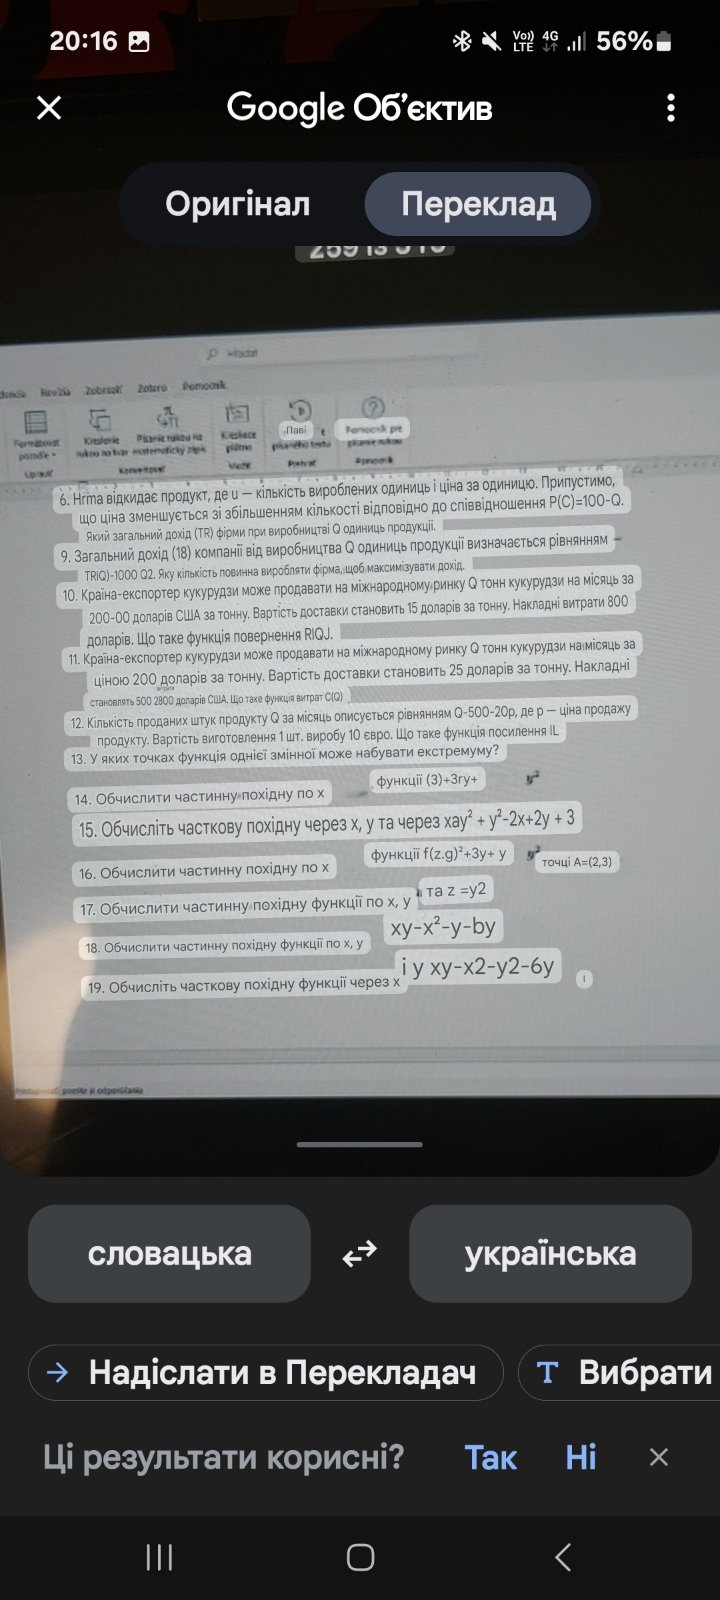 20:16
Vo))
LTE
4G
56%
Google Об’єктив
Оригінал
Переклад
Hľadať
Revízia Zobraziť Zotero Pomocník
Паві
6. Hrma відкидає продукт, де u — кількість вироблених одиниць і ціна за одиницю. Припустимо,
що ціна зменшується зі збільшенням кількості відповідно до співвідношення P(C)=100-Q.
Який загальний дохід (TR) фірми при виробництві Q одиниць продукції.
9. Загальний дохід (18) компанії від виробництва Q одиниць продукції визначається рівнянням –
TRIQ)-1000 Q2. Яку кількість повинна виробляти фірма, щоб максимізувати дохід.
10. Країна-експортер кукурудзи може продавати на міжнародному ринку Q тонн кукурудзи на місяць за
200-00 доларів США за тонну. Вартість доставки становить 15 доларів за тонну. Накладні витрати 800
доларів. Що таке функція повернення RIQJ.
11. Країна-експортер кукурудзи може продавати на міжнародному ринку Q тонн кукурудзи на місяць за
ціною 200 доларів за тонну. Вартість доставки становить 25 доларів за тонну. Накладні
становлять 500 2800 доларів США. Що таке функція витрат C(Q)
12. Кількість проданих штук продукту Q за місяць описується рівнянням Q-500-20p, де p — ціна продажу
продукту. Вартість виготовлення 1 шт. виробу 10 євро. Що таке функція посилення IL
13. У яких точках функція однієї змінної може набувати екстремуму?
14. Обчислити частинну похідну по x функції (3)+3ry+ y²
15. Обчисліть часткову похідну через x, y та через xay² + y²-2x+2y + 3
16. Обчислити частинну похідну по x функції f(z.g)²+3y+ y y² точці A=(2,3)
17. Обчислити частинну похідну функції по x, y та z =y2
18. Обчислити частинну похідну функції по x, y xy-x²-y-by
19. Обчисліть часткову похідну функції через x і y xy-x2-y2-6y
словацька
українська
Надіслати в Перекладач
Вибрати
Ці результати корисні?
Так
Ні